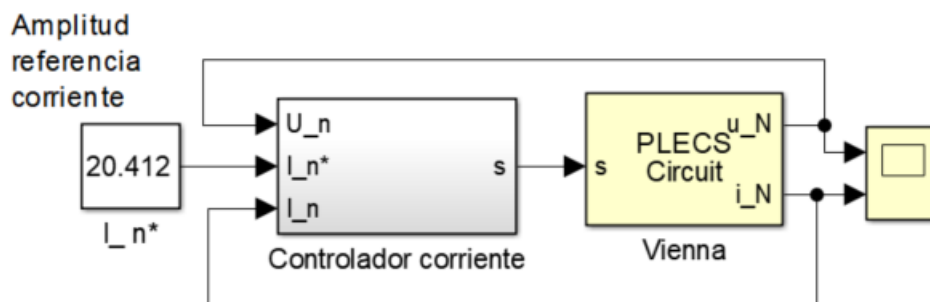 Amplitud
referencia
corriente
20.412
I_ n*
U_n
I_n*
I_n
s
Controlador corriente
s
PLECS
Circuit
u_N
i_N
Vienna